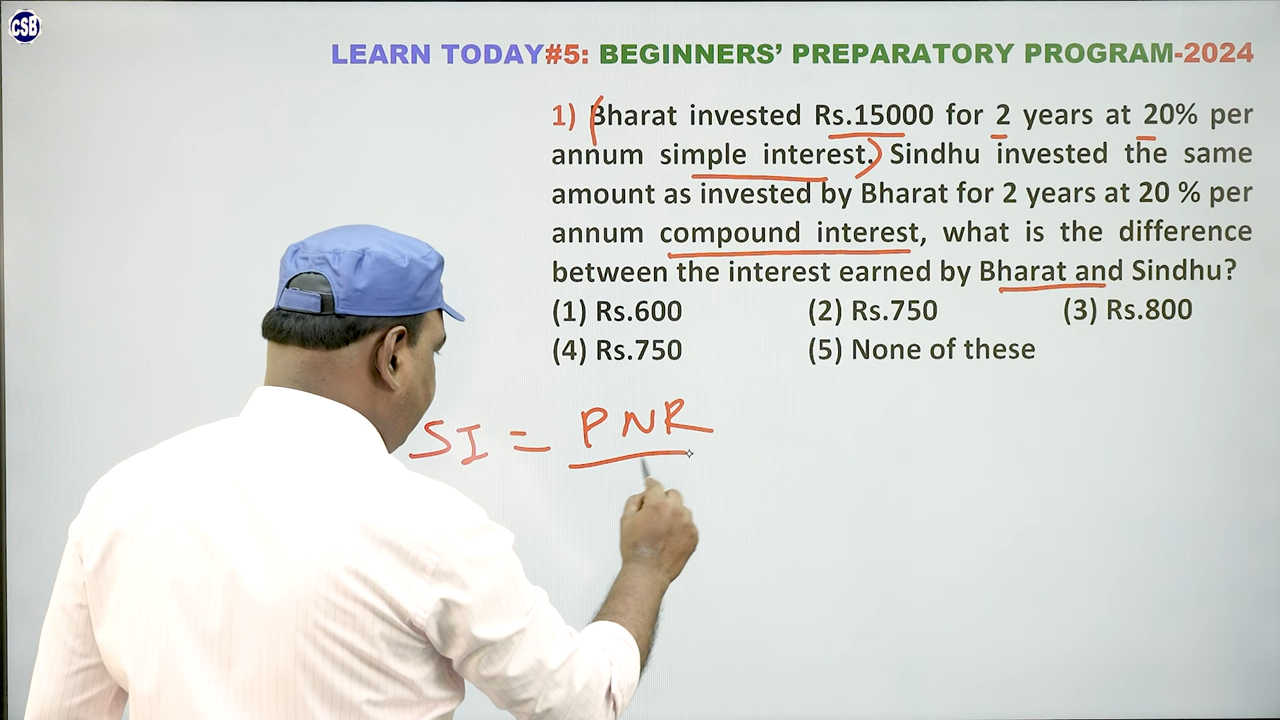 CSB
LEARN TODAY#5: BEGINNERS’ PREPARATORY PROGRAM-2024
1) Bharat invested Rs.15000 for 2 years at 20% per
annum simple interest. Sindhu invested the same
amount as invested by Bharat for 2 years at 20 % per
annum compound interest, what is the difference
between the interest earned by Bharat and Sindhu?
(1) Rs.600 (2) Rs.750 (3) Rs.800
(4) Rs.750 (5) None of these
SI = PNR